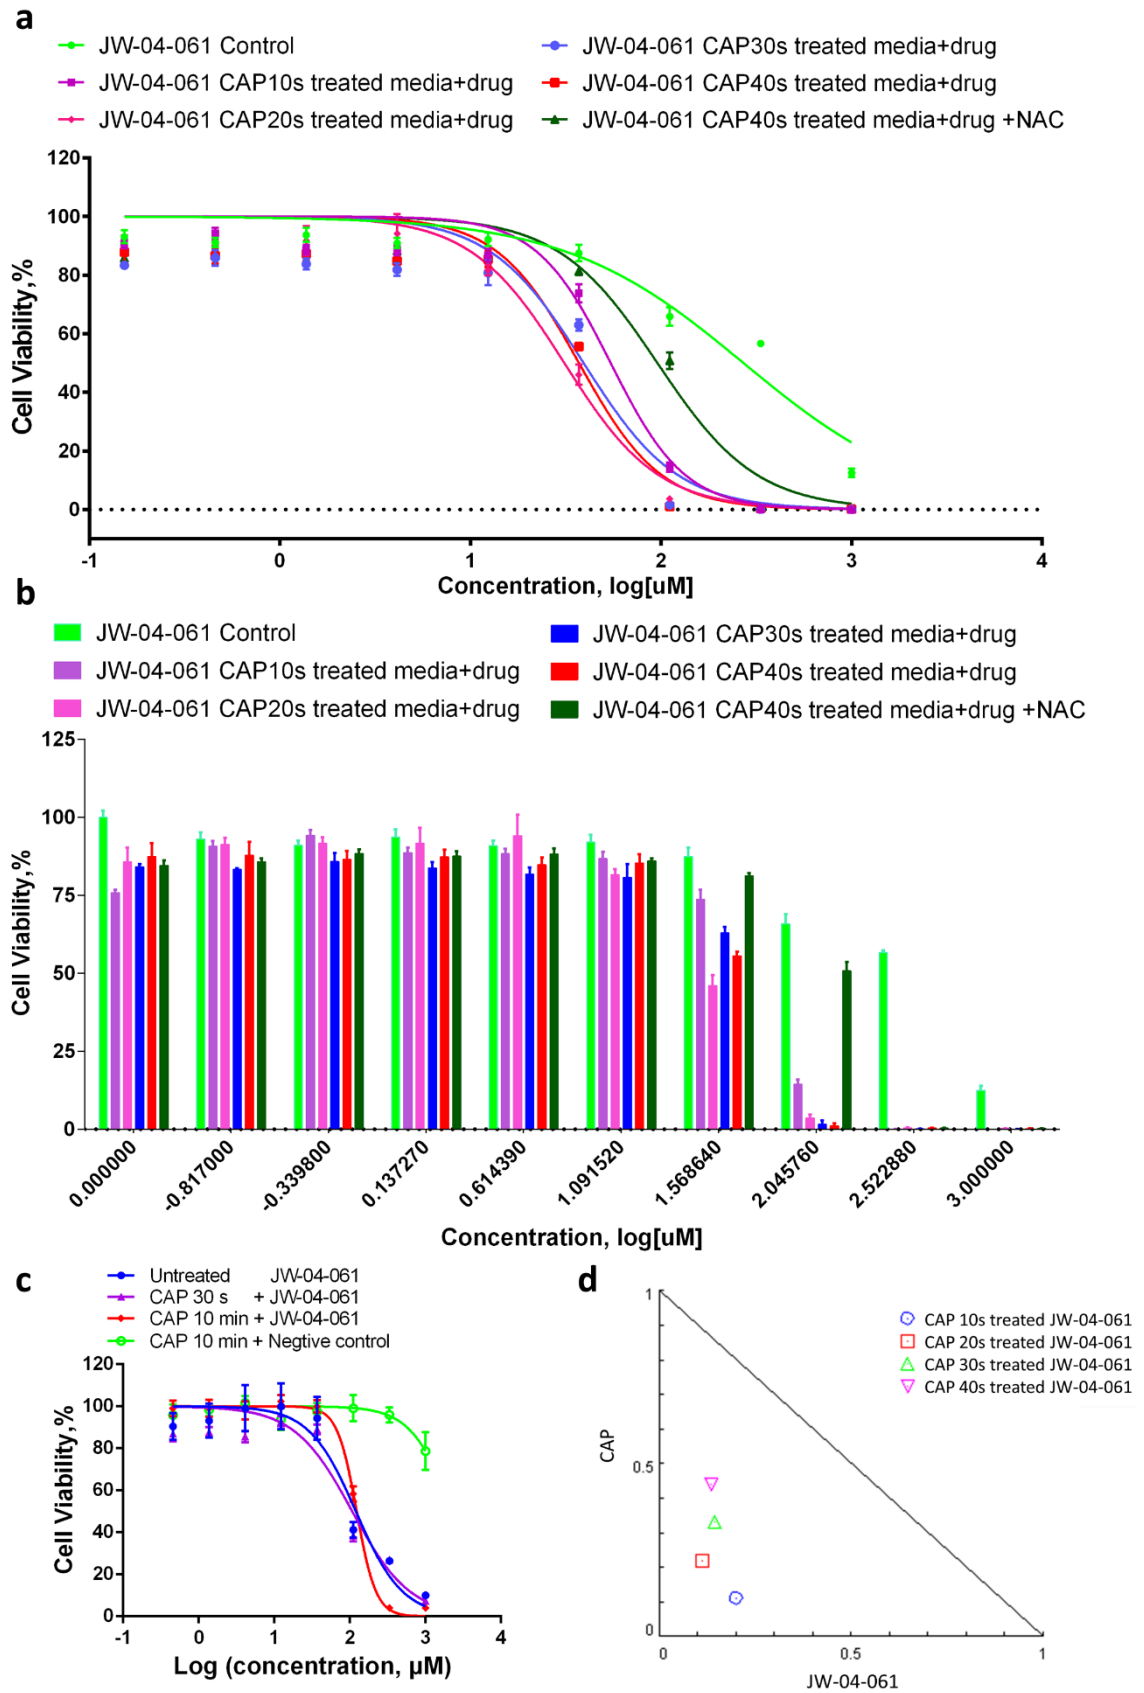 a
JW-04-061 Control
JW-04-061 CAP30s treated media+drug
JW-04-061 CAP10s treated media+drug
JW-04-061 CAP40s treated media+drug
JW-04-061 CAP20s treated media+drug
JW-04-061 CAP40s treated media+drug +NAC
120
100
80
60
40
20
0
Cell Viability,%
-1 0 1 2 3 4
Concentration, log[uM]
b
JW-04-061 Control
JW-04-061 CAP30s treated media+drug
JW-04-061 CAP10s treated media+drug
JW-04-061 CAP40s treated media+drug
JW-04-061 CAP20s treated media+drug
JW-04-061 CAP40s treated media+drug +NAC
125
100
75
50
25
0
Cell Viability,%
0.000000 -0.817000 -0.339800 0.137270 0.614390 1.091520 1.568640 2.045760 2.522880 3.000000
Concentration, log[uM]
c
Untreated JW-04-061
CAP 30 s + JW-04-061
CAP 10 min + JW-04-061
CAP 10 min + Negtive control
120
100
80
60
40
20
0
Cell Viability,%
-1 0 1 2 3 4
Log (concentration, µM)
d
CAP 10s treated JW-04-061
CAP 20s treated JW-04-061
CAP 30s treated JW-04-061
CAP 40s treated JW-04-061
1
0.5
0
CAP
0 0.5 1
JW-04-061